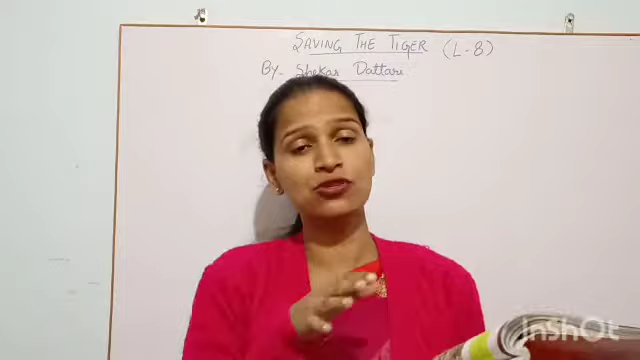 SAVING THE TIGER (L-8)
By- Shekar Dattari
InShOt